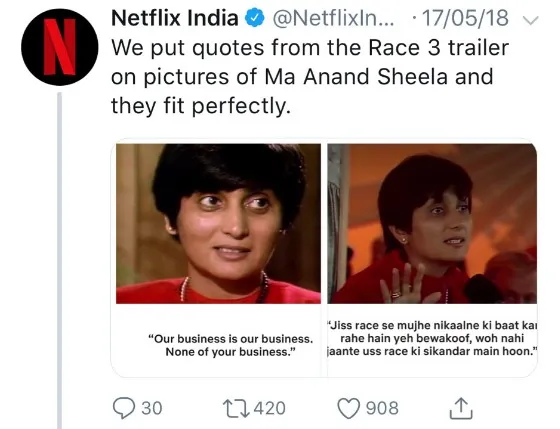 Netflix India @NetflixIn... · 17/05/18
We put quotes from the Race 3 trailer
on pictures of Ma Anand Sheela and
they fit perfectly.
“Our business is our business.
None of your business.”
“Jiss race se mujhe nikaalne ki baat kar
rahe hain yeh bewakoof, woh nahi
jaante uss race ki sikandar main hoon.”
30 420 908